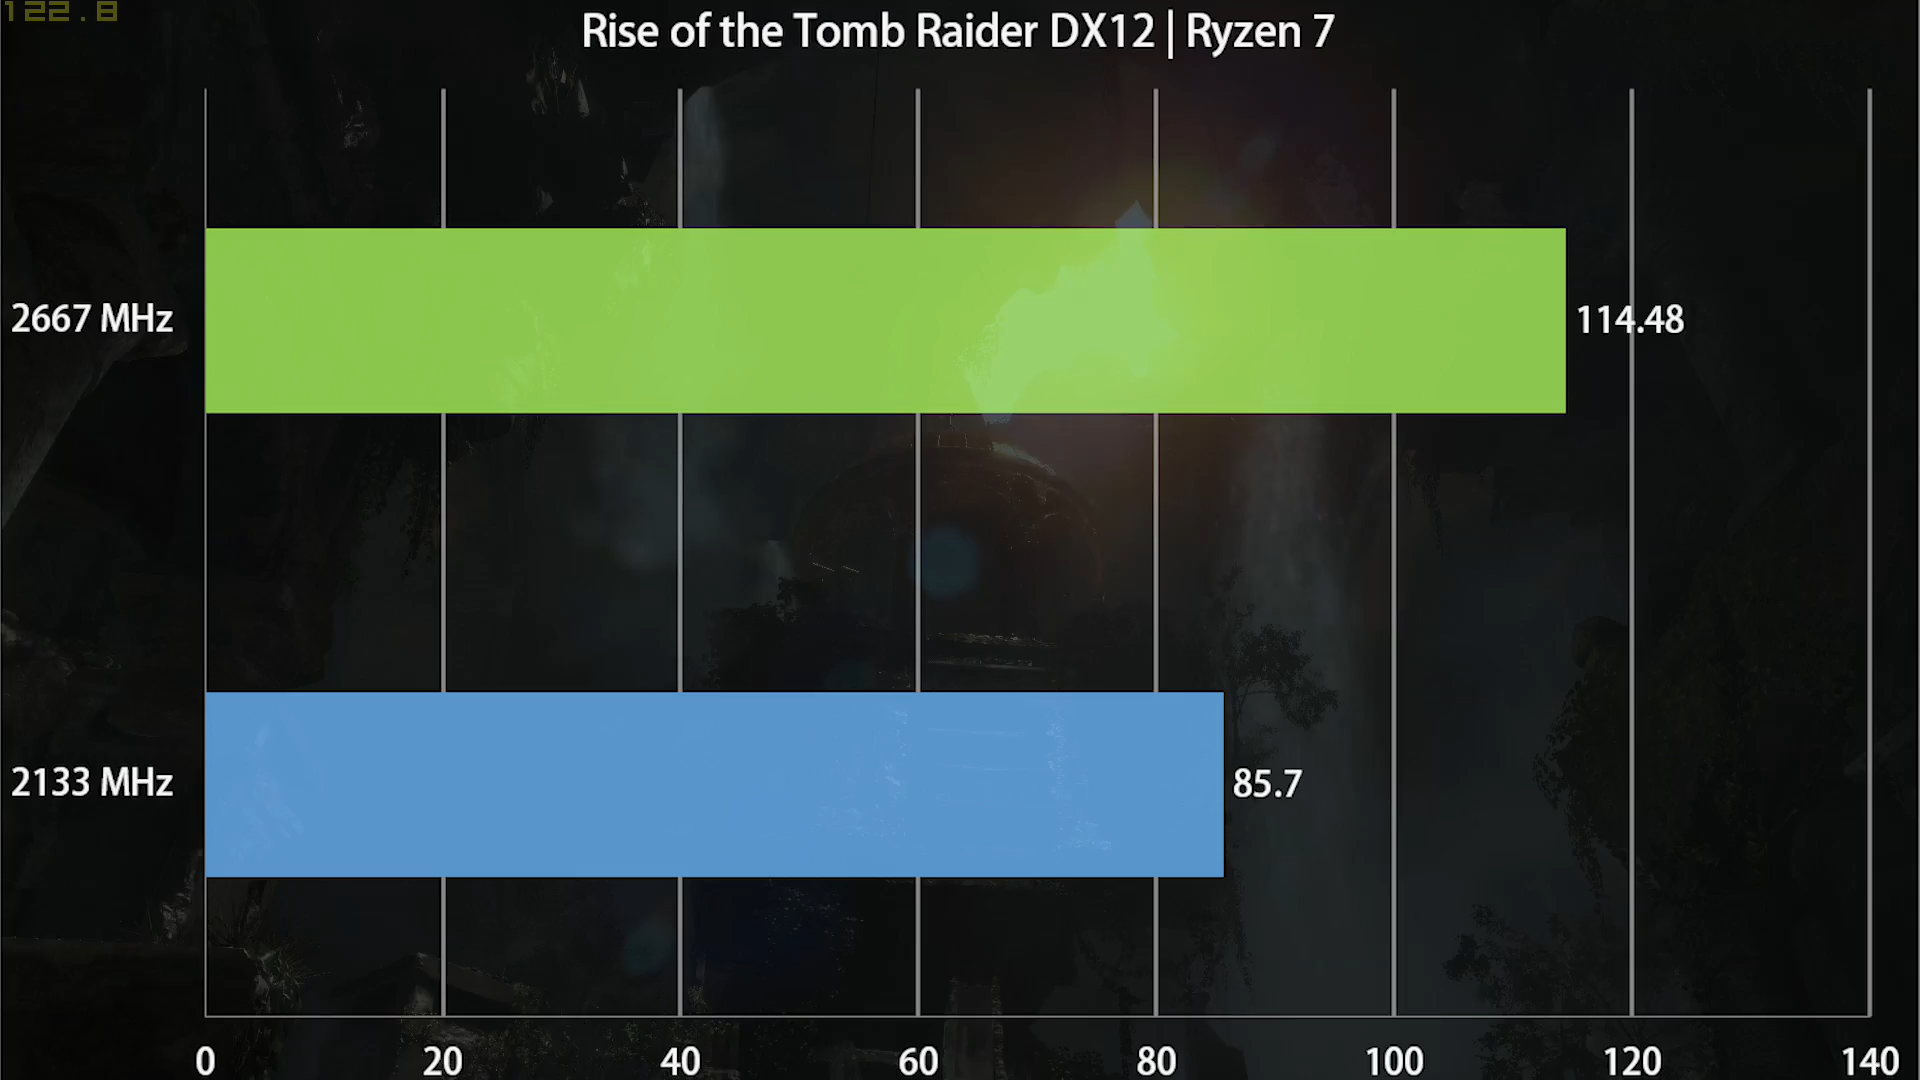 122.8
Rise of the Tomb Raider DX12 | Ryzen 7
2667 MHz
114.48
2133 MHz
85.7
0 20 40 60 80 100 120 140